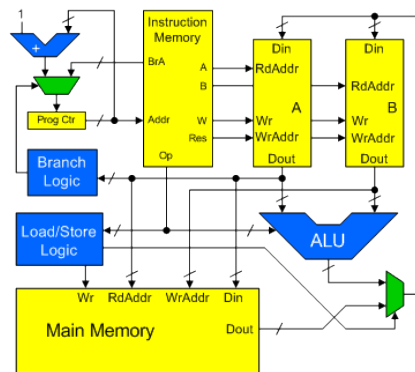 1
+
Instruction
Memory
BrA
A
B
Addr
W
Res
Op
Prog Ctr
Din
RdAddr
A
Wr
WrAddr
Dout
Din
RdAddr
B
Wr
WrAddr
Dout
Branch
Logic
Load/Store
Logic
ALU
Wr
RdAddr
WrAddr
Din
Main Memory
Dout